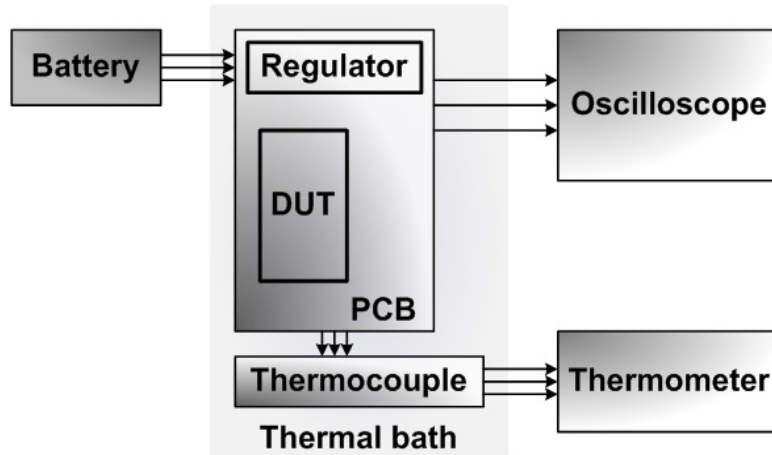 Battery
Regulator
Oscilloscope
DUT
PCB
Thermocouple
Thermometer
Thermal bath